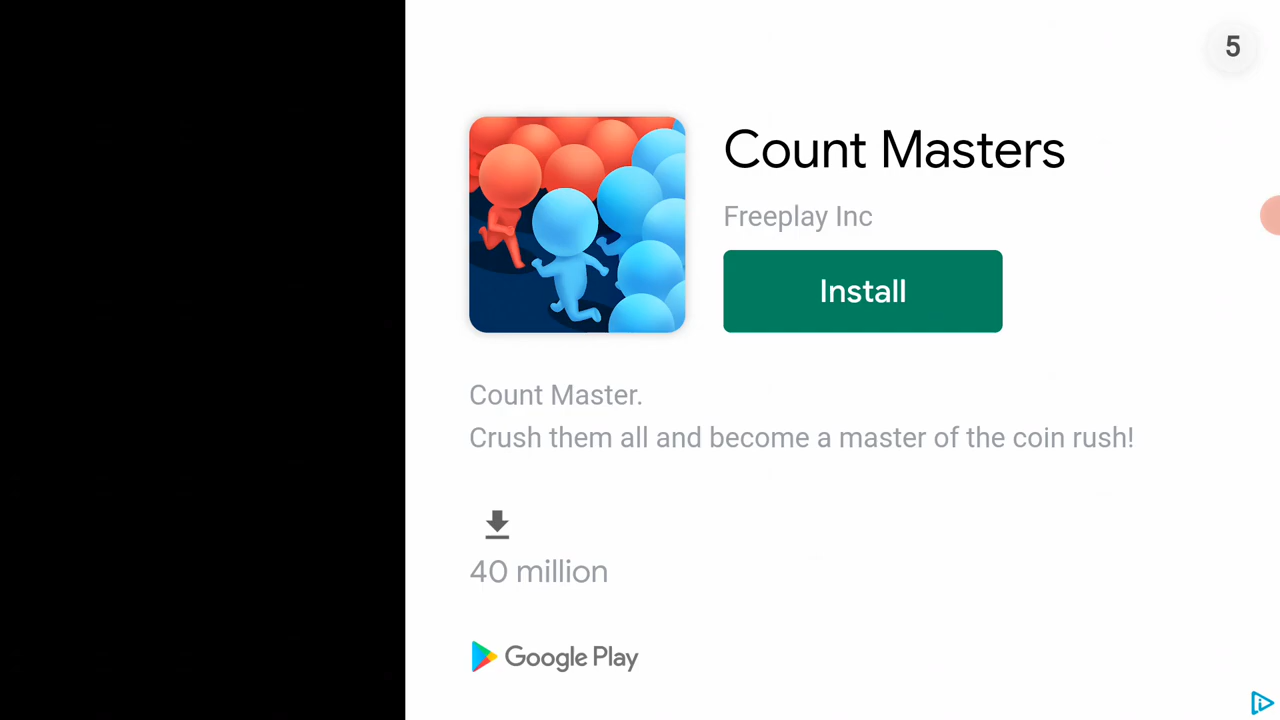 5
Count Masters
Freeplay Inc
Install
Count Master.
Crush them all and become a master of the coin rush!
40 million
Google Play